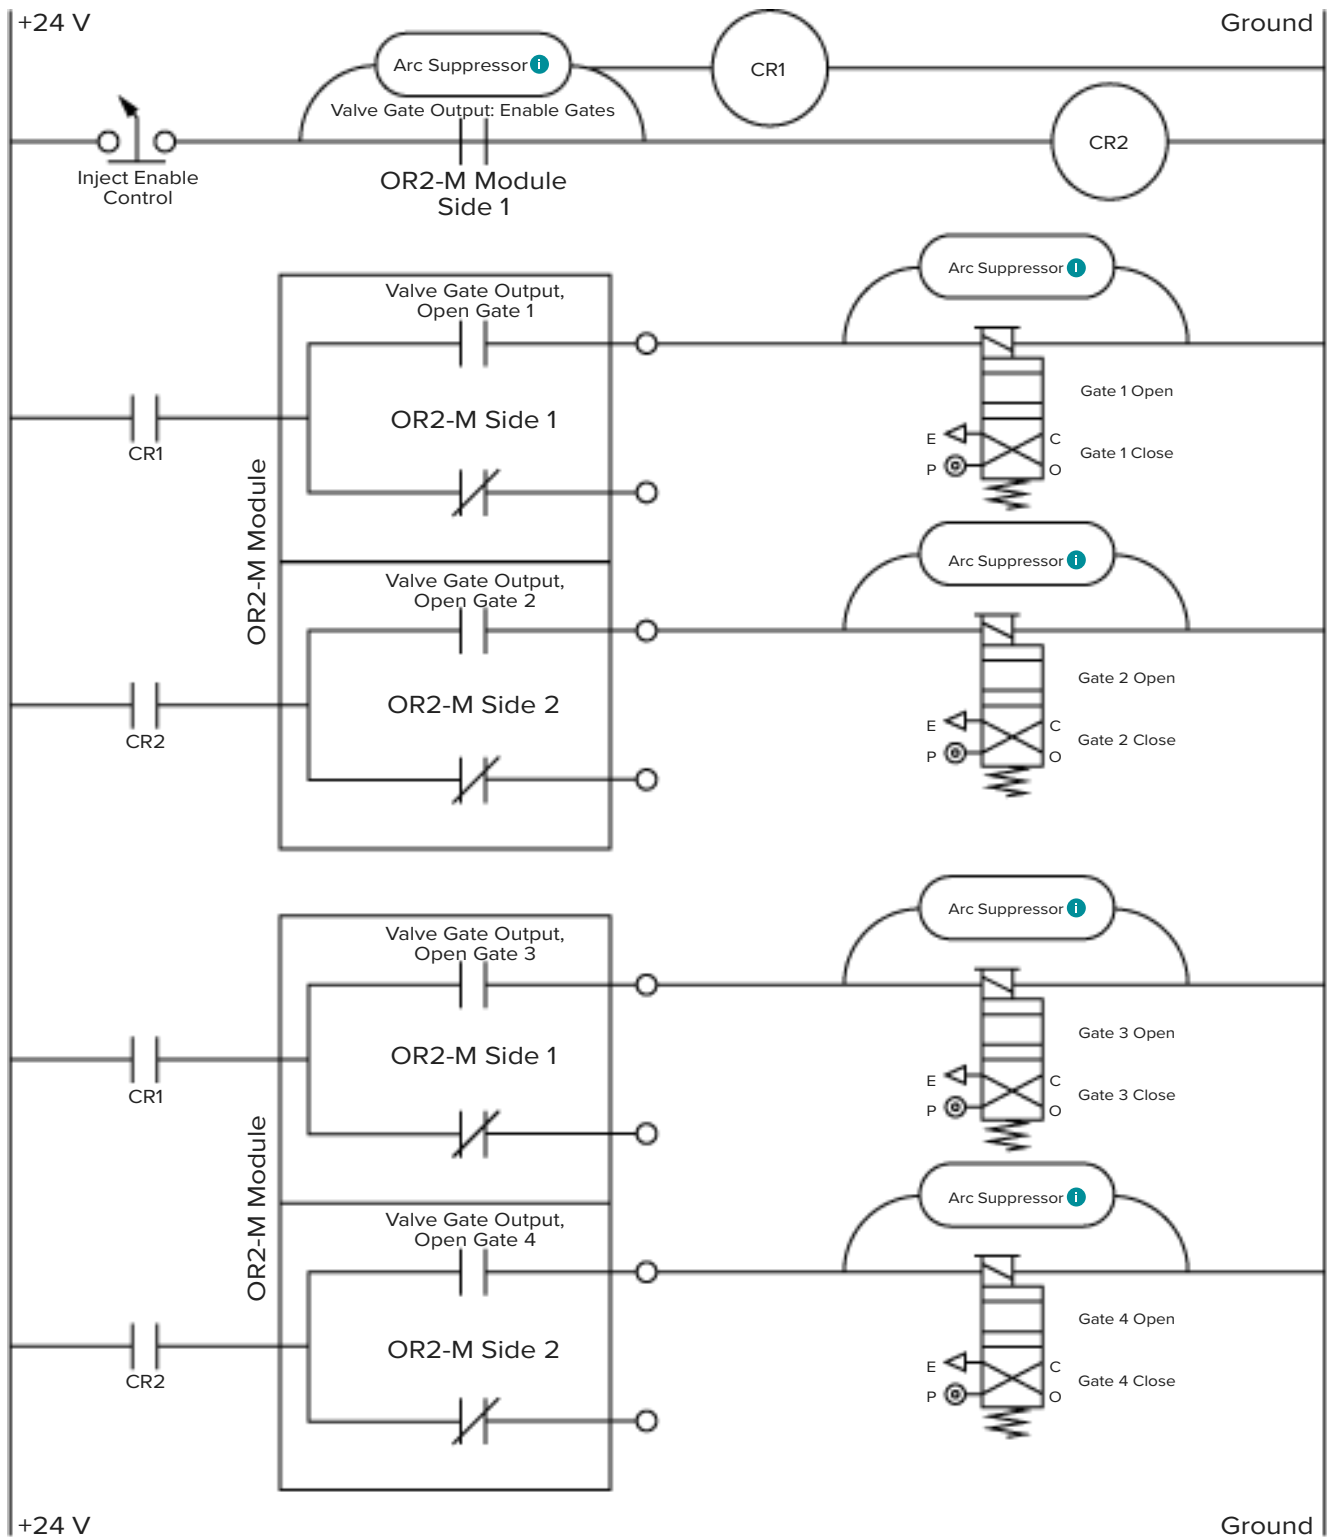 +24 V
Ground
Arc Suppressor i
CR1
Valve Gate Output: Enable Gates
CR2
Inject Enable
Control
OR2-M Module
Side 1
Arc Suppressor i
Valve Gate Output,
Open Gate 1
Gate 1 Open
OR2-M Side 1
CR1
E
C
Gate 1 Close
P
O
OR2-M Module
Arc Suppressor i
Valve Gate Output,
Open Gate 2
Gate 2 Open
OR2-M Side 2
CR2
E
C
Gate 2 Close
P
O
Arc Suppressor i
Valve Gate Output,
Open Gate 3
Gate 3 Open
OR2-M Side 1
CR1
E
C
Gate 3 Close
P
O
OR2-M Module
Arc Suppressor i
Valve Gate Output,
Open Gate 4
Gate 4 Open
OR2-M Side 2
CR2
E
C
Gate 4 Close
P
O
+24 V
Ground